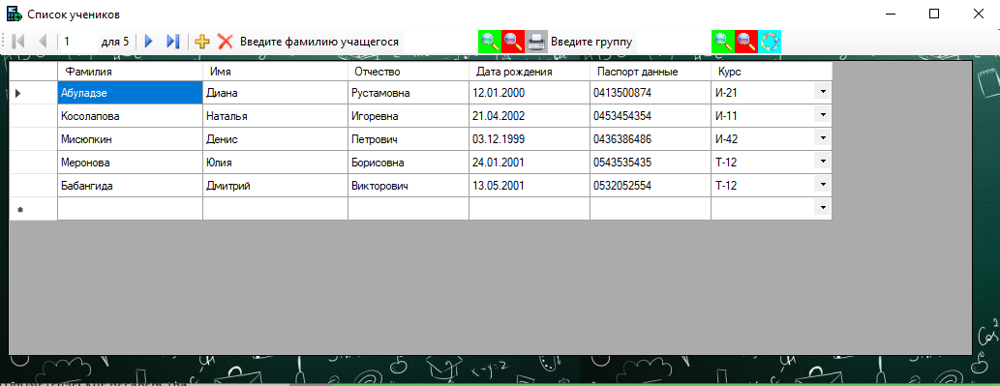 Список учеников
1 для 5 Введите фамилию учащегося Введите группу
Фамилия Имя Отчество Дата рождения Паспорт данные Курс
Абуладзе Диана Рустамовна 12.01.2000 0413500874 И-21
Косолапова Наталья Игоревна 21.04.2002 0453454354 И-11
Мисюпкин Денис Петрович 03.12.1999 0436386486 И-42
Меронова Юлия Борисовна 24.01.2001 0543535435 Т-12
Бабангида Дмитрий Викторович 13.05.2001 0532052554 Т-12
Cos²
x+y=2